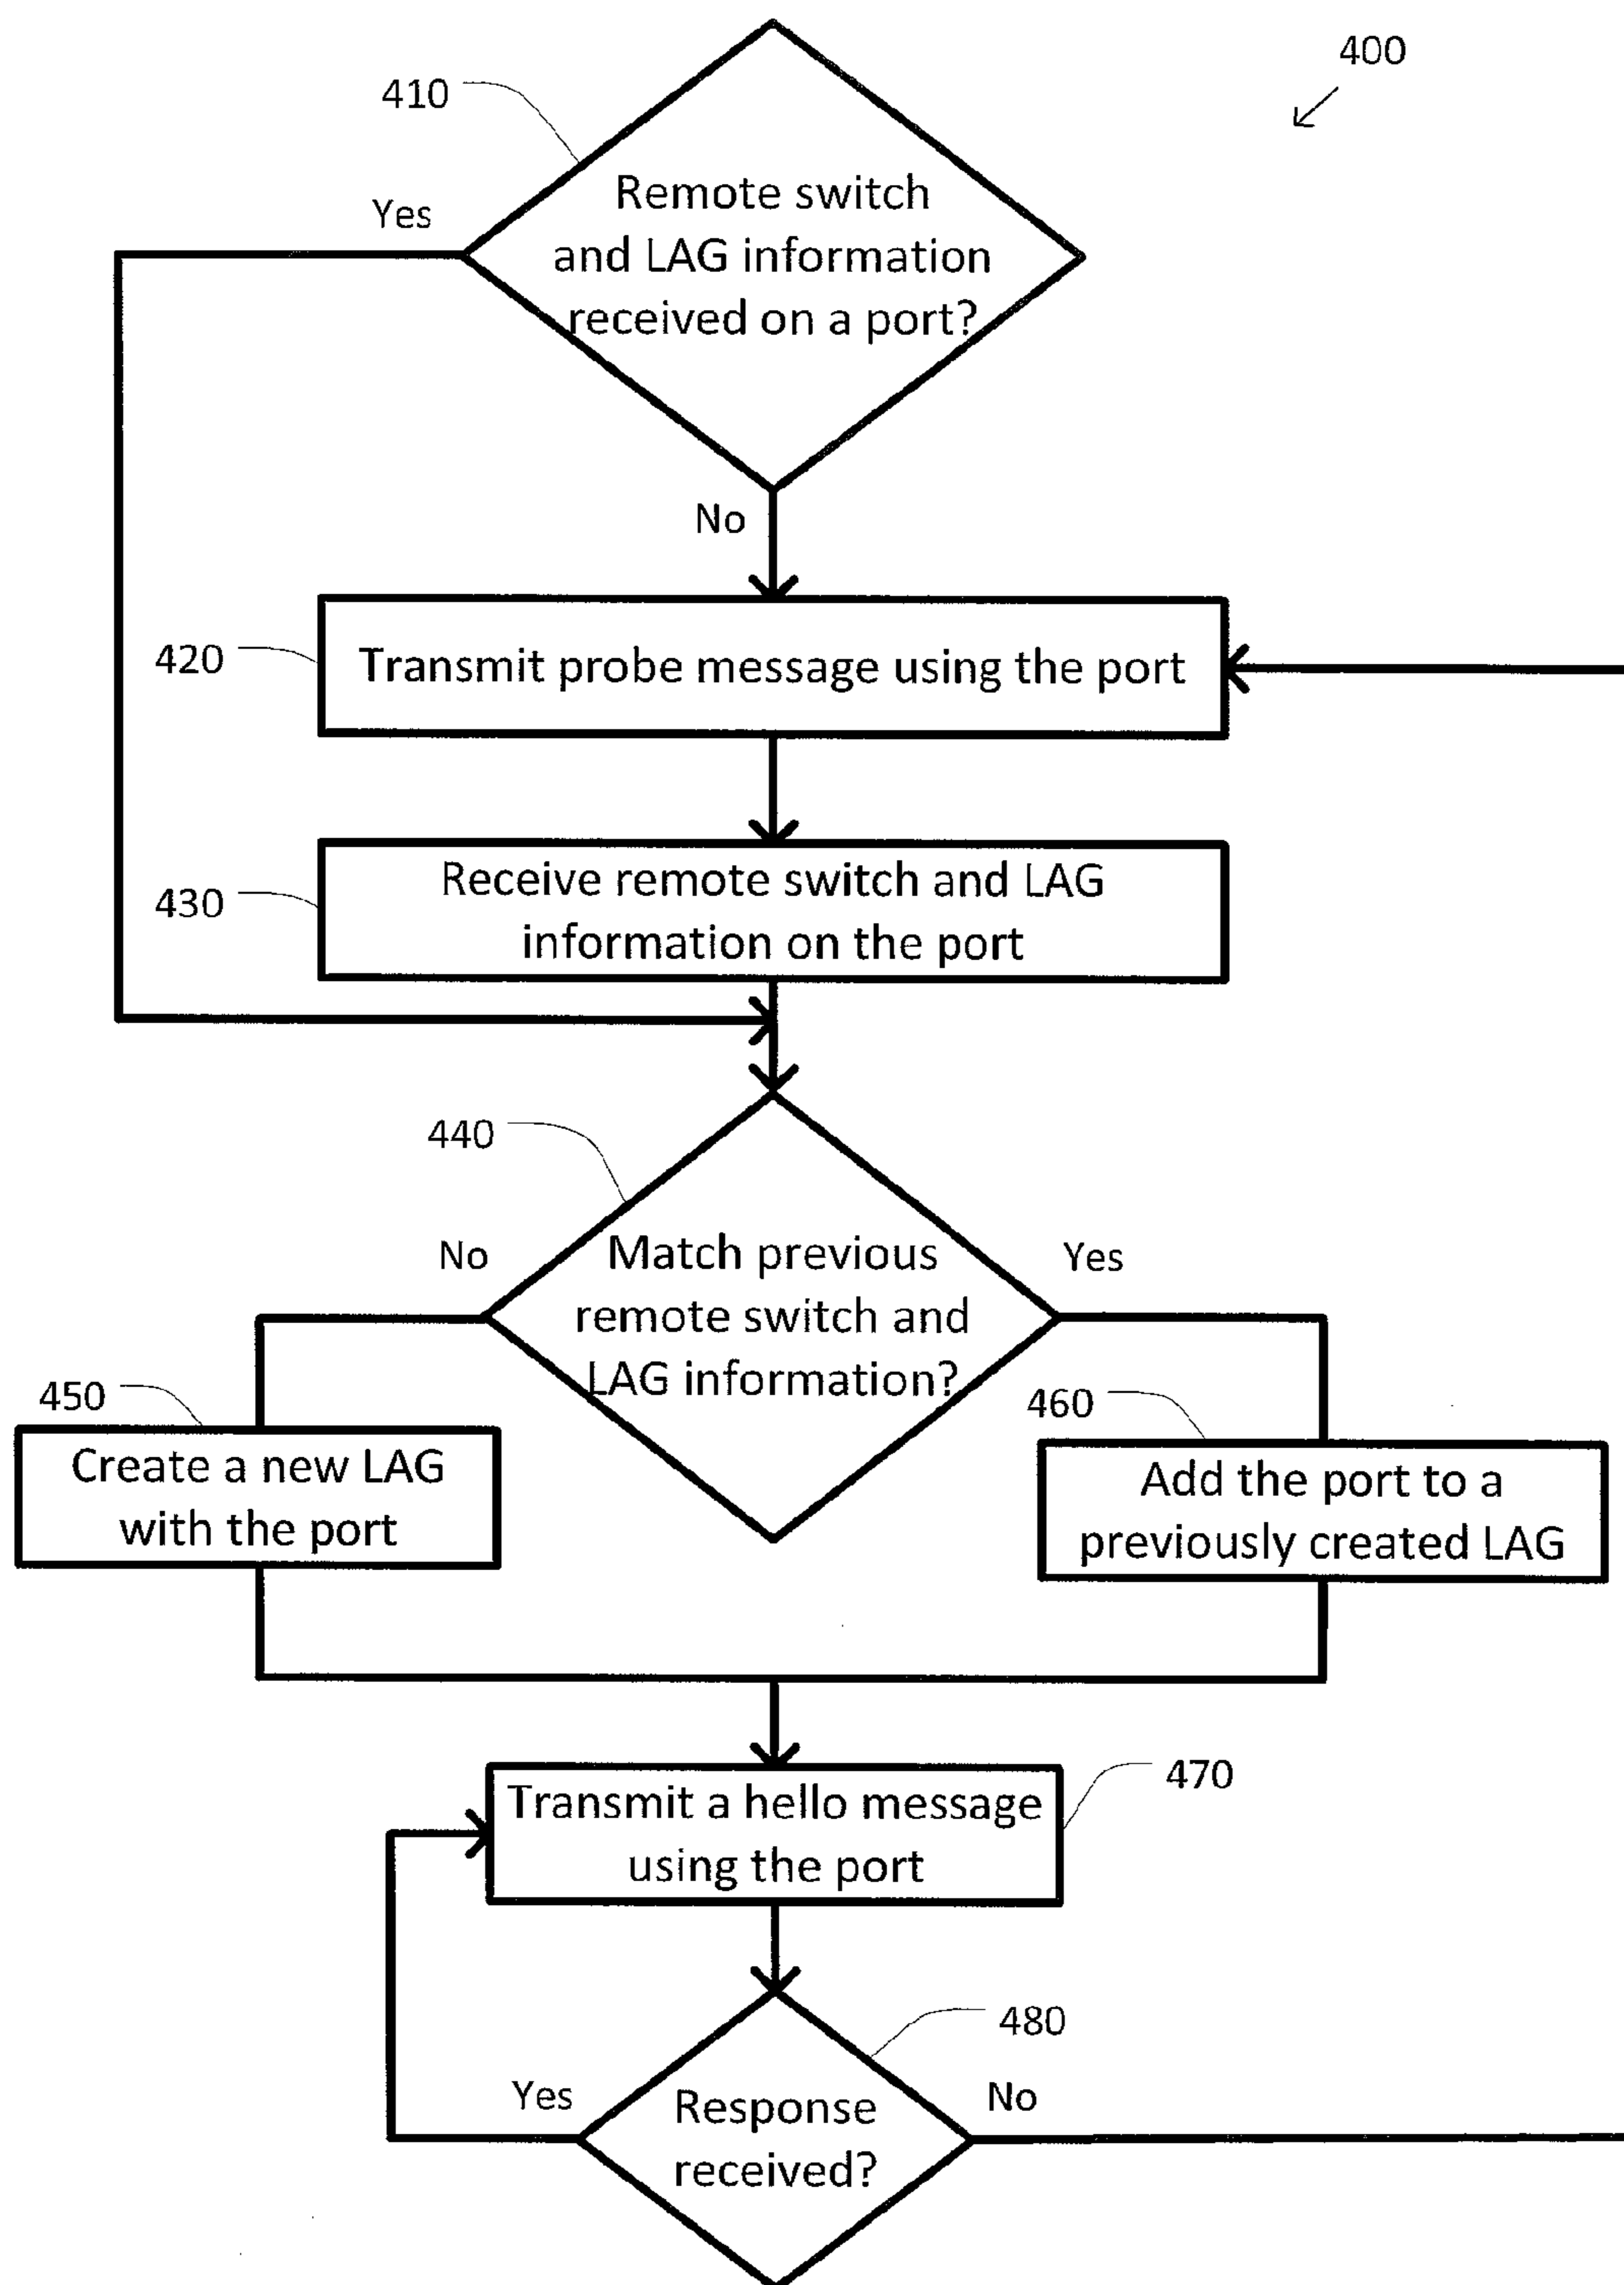 400
410
Yes
Remote switch
and LAG information
received on a port?
No
420
Transmit probe message using the port
430
Receive remote switch and LAG
information on the port
440
No
Match previous
remote switch and
LAG information?
Yes
450
Create a new LAG
with the port
460
Add the port to a
previously created LAG
470
Transmit a hello message
using the port
480
Yes
Response
received?
No